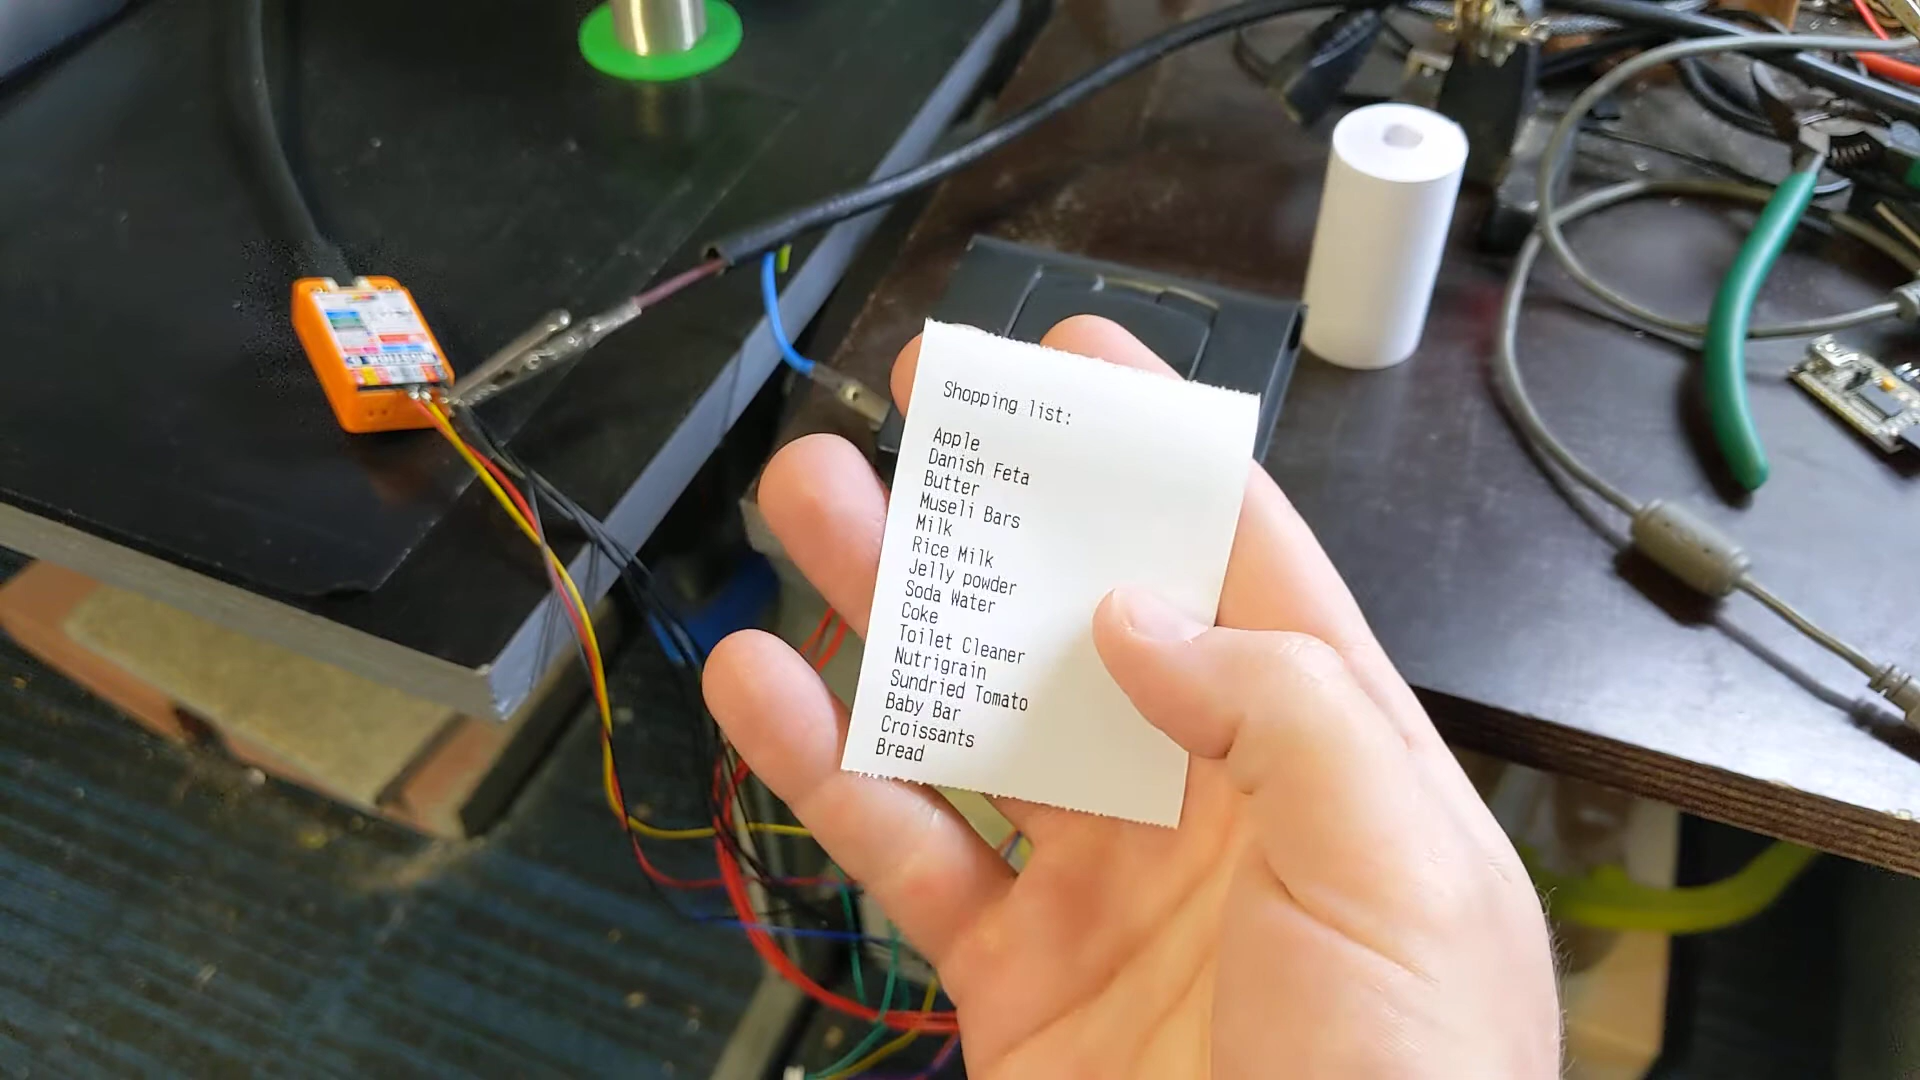 Shopping list:
Apple
Danish Feta
Butter
Museli Bars
Milk
Rice Milk
Jelly powder
Soda Water
Coke
Toilet Cleaner
Nutrigrain
Sundried Tomato
Baby Bar
Croissants
Bread